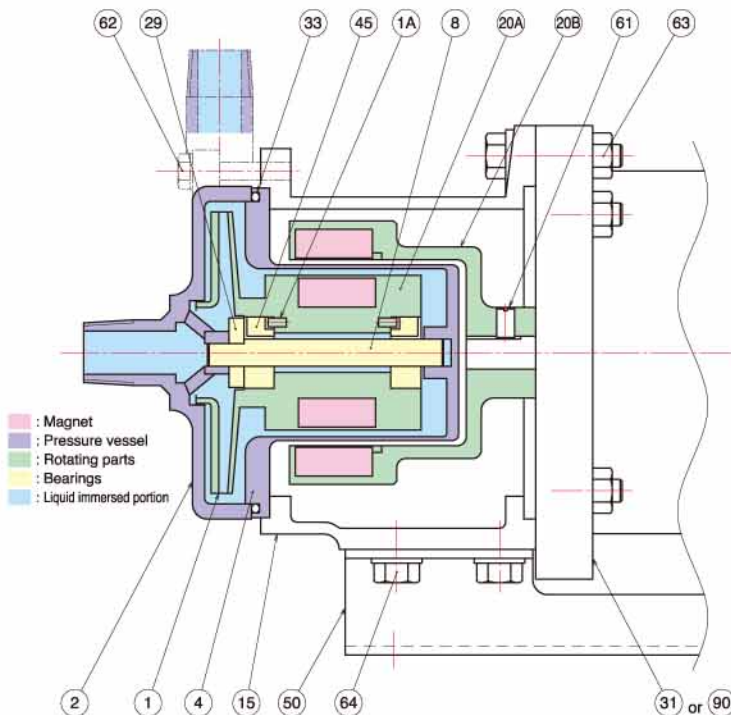 62 29 33 45 1A 8 20A 20B 61 63
: Magnet
: Pressure vessel
: Rotating parts
: Bearings
: Liquid immersed portion
2 1 4 15 50 64 31 or 90